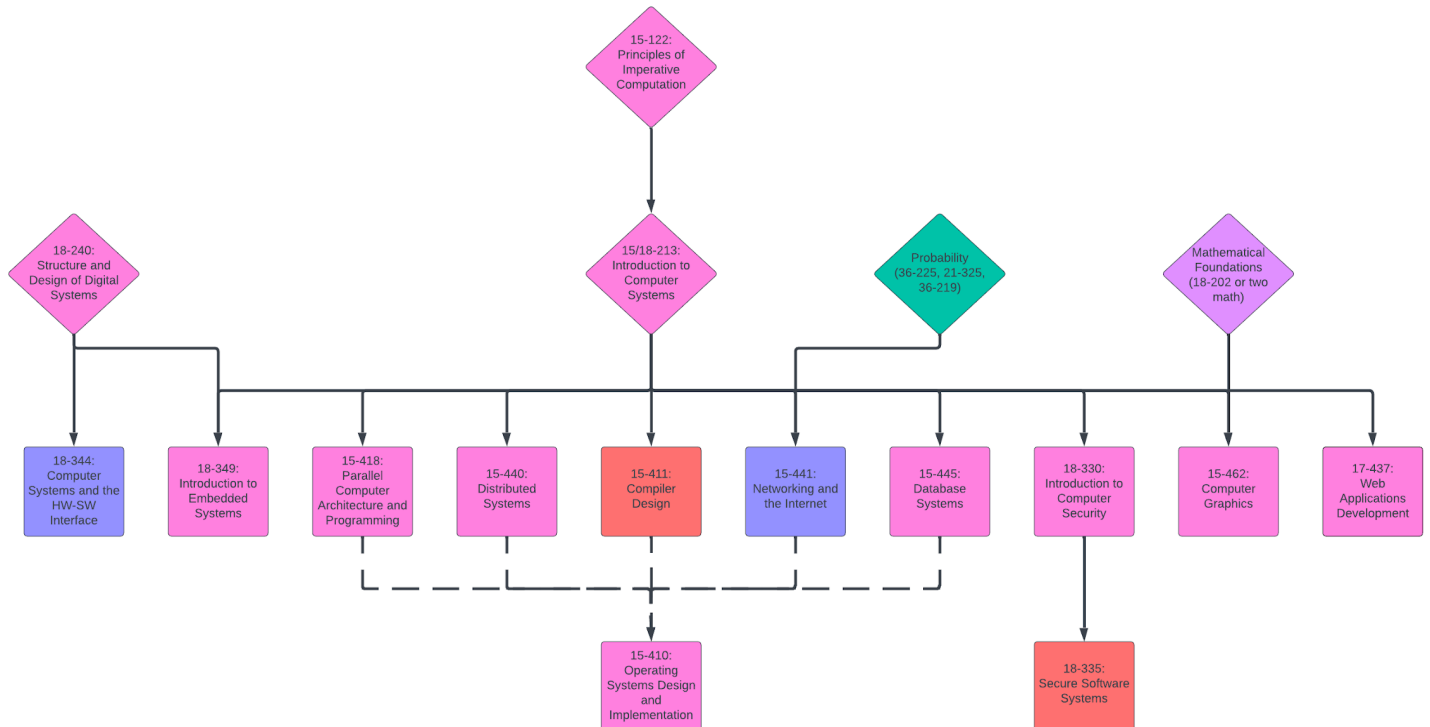 15-122:
Principles of
Imperative
Computation
18-240:
Structure and
Design of Digital
Systems
15/18-213:
Introduction to
Computer
Systems
Probability
(36-225, 21-325,
36-219)
Mathematical
Foundations
(18-202 or two
math)
18-344:
Computer
Systems and the
HW-SW
Interface
18-349:
Introduction to
Embedded
Systems
15-418:
Parallel
Computer
Architecture and
Programming
15-440:
Distributed
Systems
15-411:
Compiler
Design
15-441:
Networking and
the Internet
15-445:
Database
Systems
18-330:
Introduction to
Computer
Security
15-462:
Computer
Graphics
17-437:
Web
Applications
Development
15-410:
Operating
Systems Design
and
Implementation
18-335:
Secure Software
Systems